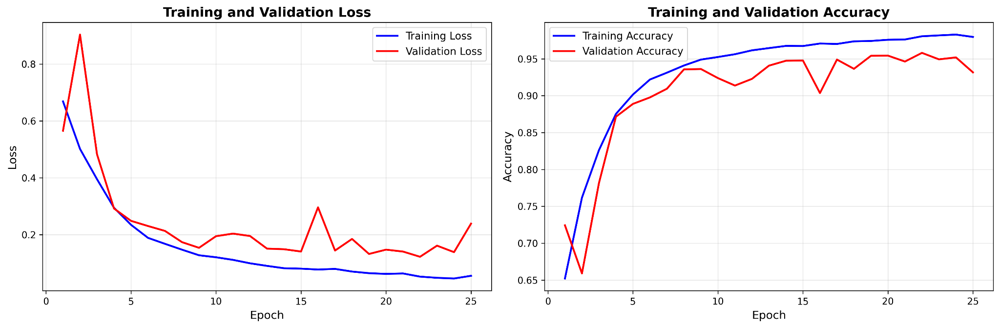 Training and Validation Loss
Training Loss
Validation Loss
0.8
0.6
0.4
0.2
Loss
0 5 10 15 20 25
Epoch
Training and Validation Accuracy
Training Accuracy
Validation Accuracy
0.95
0.90
0.85
0.80
0.75
0.70
0.65
Accuracy
0 5 10 15 20 25
Epoch